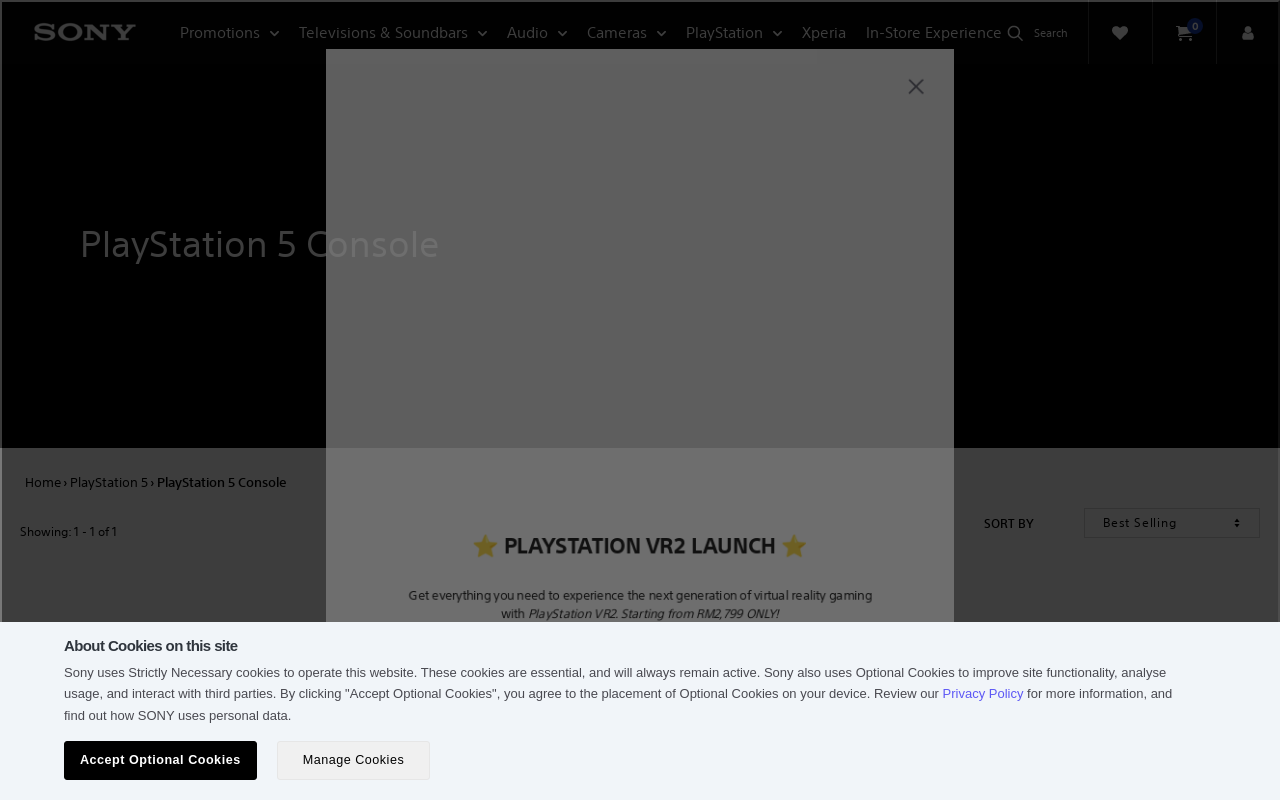 SONY Promotions Televisions & Soundbars Audio Cameras PlayStation Xperia In-Store Experience Search 0
PlayStation 5 Console
Home › PlayStation 5 › PlayStation 5 Console
Showing: 1 - 1 of 1
SORT BY Best Selling
⭐ PLAYSTATION VR2 LAUNCH ⭐
Get everything you need to experience the next generation of virtual reality gaming
with PlayStation VR2. Starting from RM2,799 ONLY!
About Cookies on this site
Sony uses Strictly Necessary cookies to operate this website. These cookies are essential, and will always remain active. Sony also uses Optional Cookies to improve site functionality, analyse
usage, and interact with third parties. By clicking "Accept Optional Cookies", you agree to the placement of Optional Cookies on your device. Review our Privacy Policy for more information, and
find out how SONY uses personal data.
Accept Optional Cookies Manage Cookies